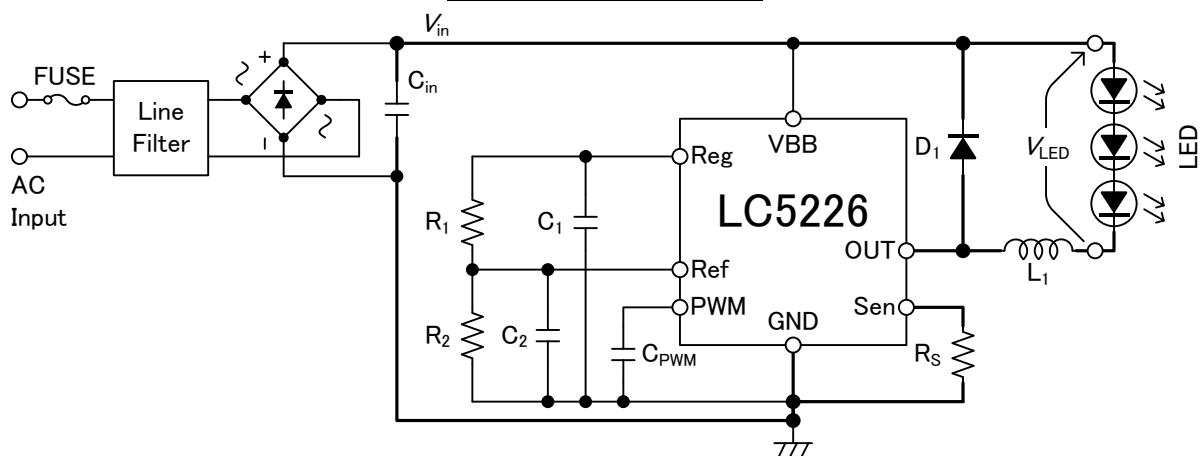 Vin
FUSE
Line
Filter
AC
Input
+
-
Cin
R1
R2
C1
C2
CPWM
Reg
Ref
PWM
VBB
LC5226
GND
OUT
Sen
D1
L1
RS
VLED
LED